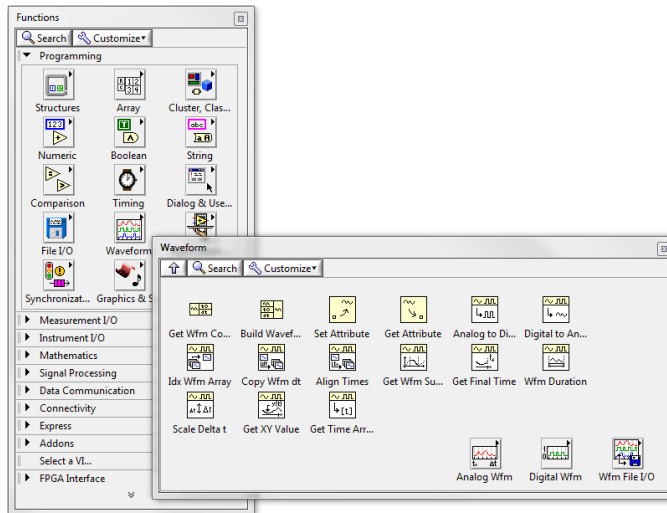 Functions
Search Customize
Programming
Structures Array Cluster, Clas...
Numeric Boolean String
Comparison Timing Dialog & Use...
File I/O Waveform
Synchronizat... Graphics & S
Measurement I/O
Instrument I/O
Mathematics
Signal Processing
Data Communication
Connectivity
Express
Addons
Select a VI...
FPGA Interface
Waveform
Search Customize
Get Wfm Co... Build Wavef... Set Attribute Get Attribute Analog to Di... Digital to An...
Idx Wfm Array Copy Wfm dt Align Times Get Wfm Su... Get Final Time Wfm Duration
Scale Delta t Get XY Value Get Time Arr...
Analog Wfm Digital Wfm Wfm File I/O